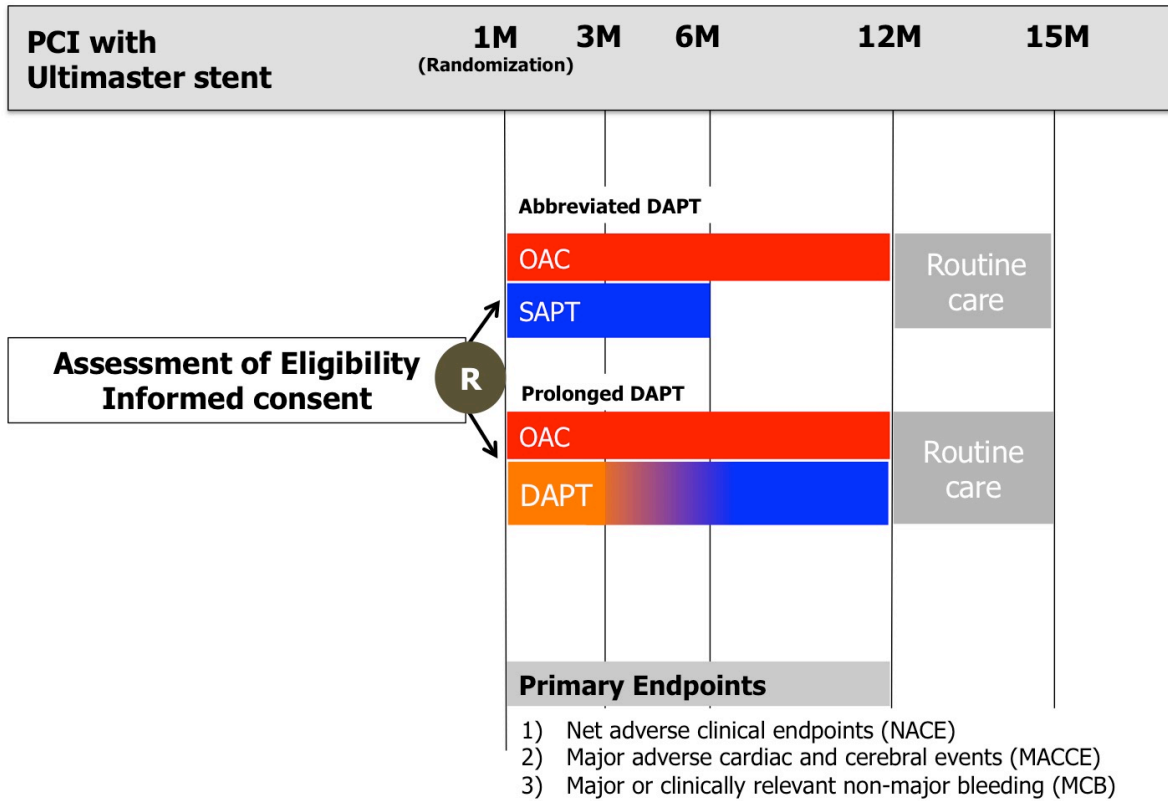 PCI with
Ultimaster stent
1M
(Randomization)
3M
6M
12M
15M
Abbreviated DAPT
OAC
SAPT
Routine
care
Assessment of Eligibility
Informed consent
R
Prolonged DAPT
OAC
DAPT
Routine
care
Primary Endpoints
1) Net adverse clinical endpoints (NACE)
2) Major adverse cardiac and cerebral events (MACCE)
3) Major or clinically relevant non-major bleeding (MCB)